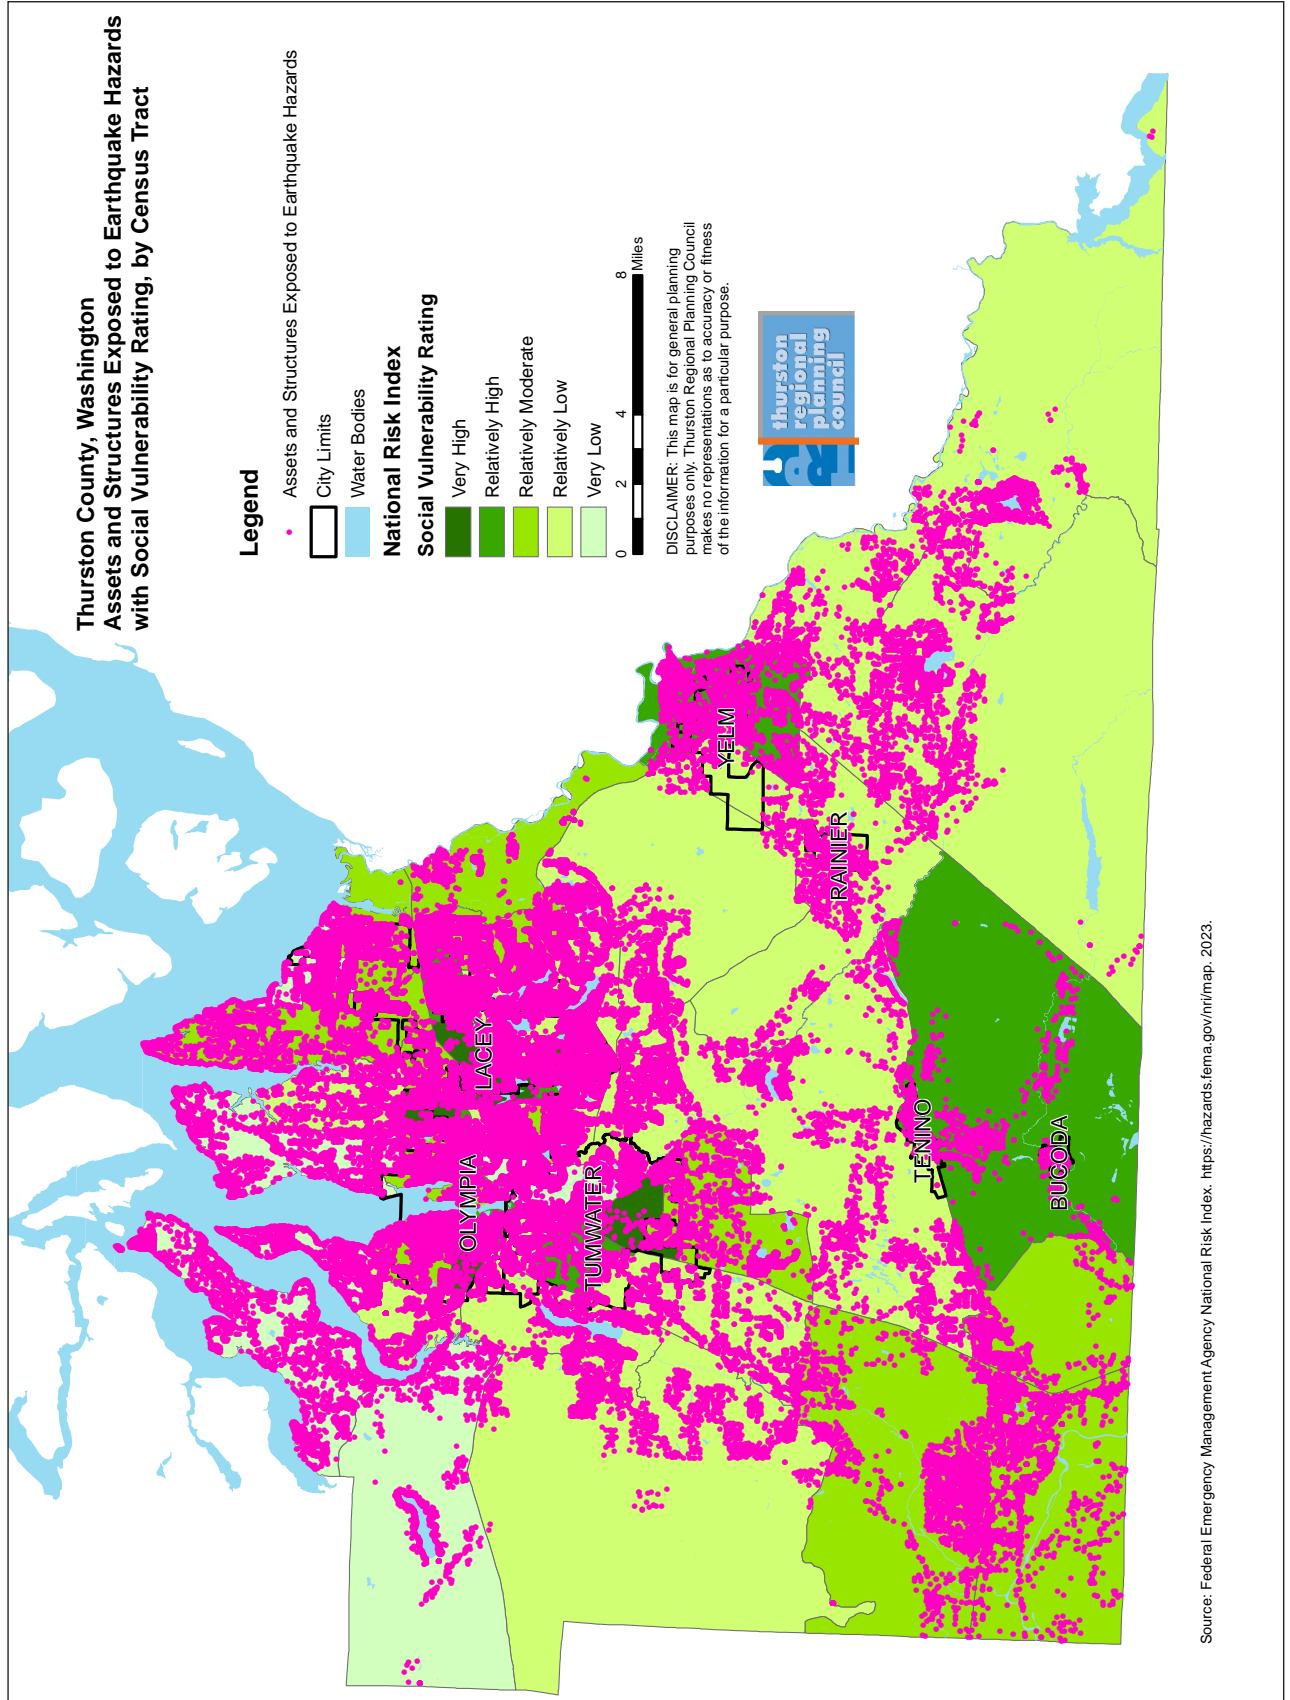 Thurston County, Washington
Assets and Structures Exposed to Earthquake Hazards
with Social Vulnerability Rating, by Census Tract
Legend
Assets and Structures Exposed to Earthquake Hazards
City Limits
Water Bodies
National Risk Index
Social Vulnerability Rating
Very High
Relatively High
Relatively Moderate
Relatively Low
Very Low
0 2 4 8
Miles
DISCLAIMER: This map is for general planning
purposes only. Thurston Regional Planning Council
makes no representations as to accuracy or fitness
of the information for a particular purpose.
TRPC
thurston
regional
planning
council
OLYMPIA
LACEY
TUMWATER
YELM
RAINIER
TENINO
BUCODA
Source: Federal Emergency Management Agency National Risk Index. https://hazards.fema.gov/nri/map. 2023.